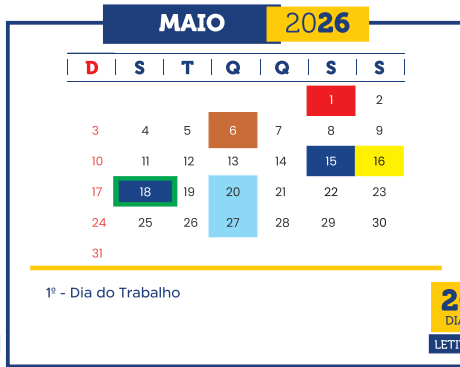 MAIO 2026
D S T Q Q S S
1 2
3 4 5 6 7 8 9
10 11 12 13 14 15 16
17 18 19 20 21 22 23
24 25 26 27 28 29 30
31
1º - Dia do Trabalho